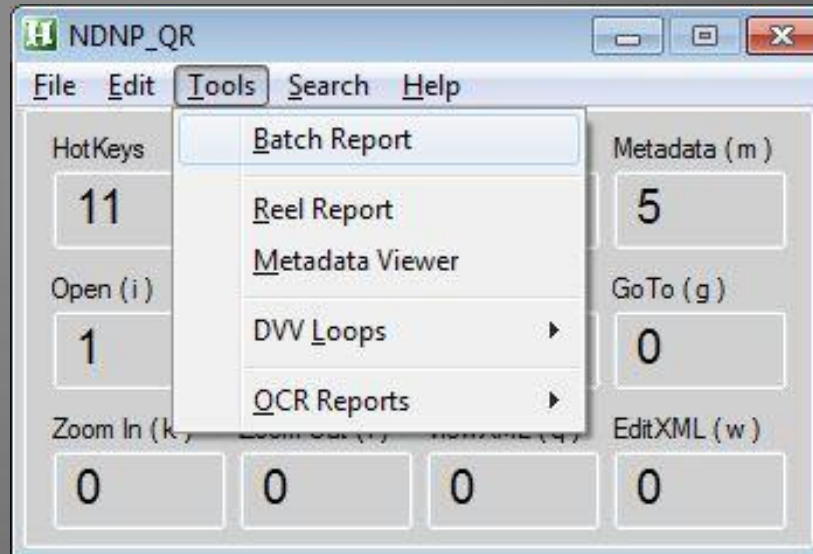 NDNP_QR
File Edit Tools Search Help
HotKeys Batch Report Metadata (m)
11 5
Reel Report
Metadata Viewer
Open (i) GoTo (g)
1 DVV Loops 0
OCR Reports
Zoom In (k) EditXML (w)
0 0 0 0